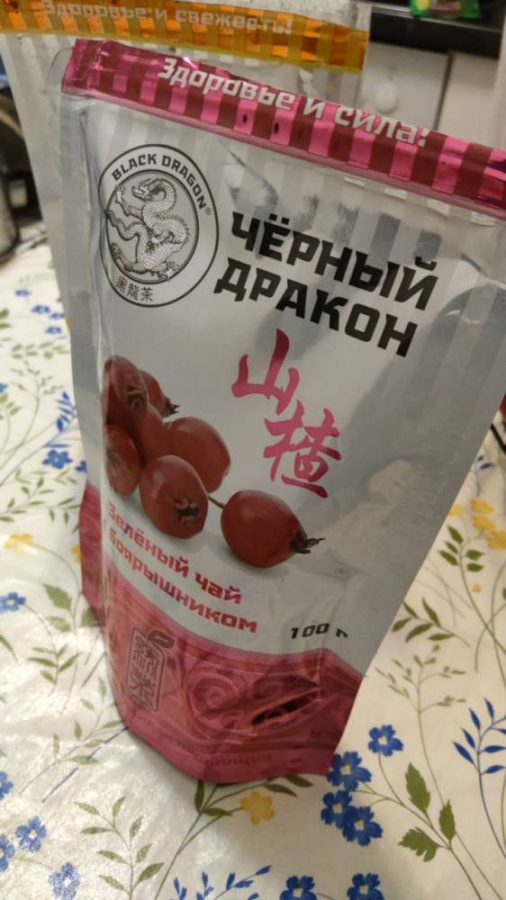 Здоровье и свежесть!
Здоровье и сила!
BLACK DRAGON®
黑龍茶
ЧЁРНЫЙ
ДРАКОН
山
楂
Зелёный чай
с боярышником
100 г